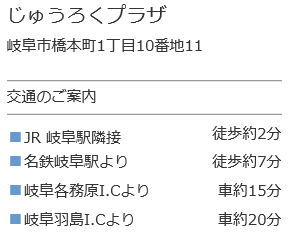 じゅうろくプラザ
岐阜市橋本町1丁目10番地11
交通のご案内
■JR 岐阜駅隣接 徒歩約2分
■名鉄岐阜駅より 徒歩約7分
■岐阜各務原I.Cより 車約15分
■岐阜羽島I.Cより 車約20分